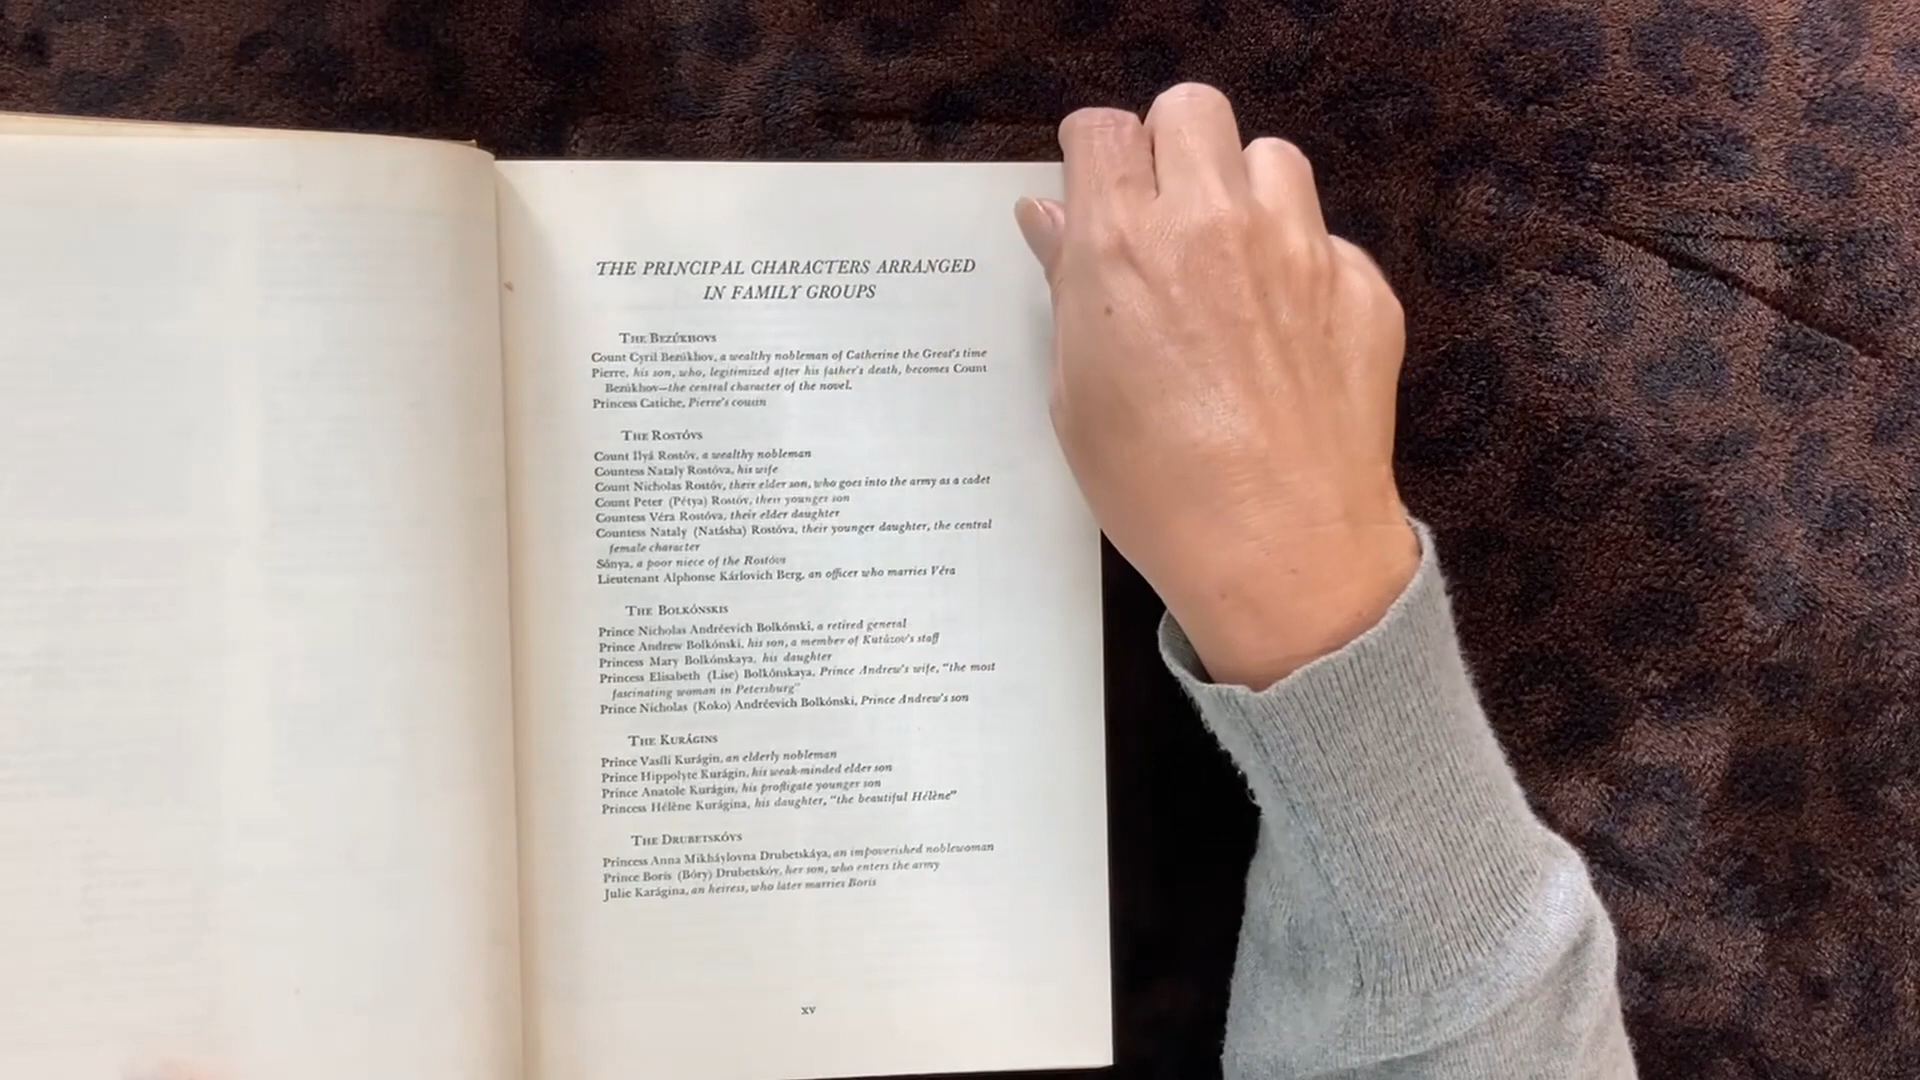 THE PRINCIPAL CHARACTERS ARRANGED
IN FAMILY GROUPS
THE BEZÚKHOVS
Count Cyril Bezúkhov, a wealthy nobleman of Catherine the Great's time
Pierre, his son, who, legitimized after his father's death, becomes Count
Bezúkhov—the central character of the novel.
Princess Catiche, Pierre's cousin
THE ROSTÓVS
Count Ilyá Rostóv, a wealthy nobleman
Countess Nataly Rostóva, his wife
Count Nicholas Rostóv, their elder son, who goes into the army as a cadet
Count Peter (Pétya) Rostóv, their younger son
Countess Véra Rostóva, their elder daughter
Countess Nataly (Natásha) Rostóva, their younger daughter, the central
female character
Sónya, a poor niece of the Rostóvs
Lieutenant Alphonse Kárlovich Berg, an officer who marries Véra
THE BOLKÓNSKIS
Prince Nicholas Andréevich Bolkónski, a retired general
Prince Andrew Bolkónski, his son, a member of Kutúzov's staff
Princess Mary Bolkónskaya, his daughter
Princess Elisabeth (Lise) Bolkónskaya, Prince Andrew's wife, "the most
fascinating woman in Petersburg"
Prince Nicholas (Koko) Andréevich Bolkónski, Prince Andrew's son
THE KURÁGINS
Prince Vasíli Kurágin, an elderly nobleman
Prince Hippolyte Kurágin, his weak-minded elder son
Prince Anatole Kurágin, his profligate younger son
Princess Hélène Kurágina, his daughter, "the beautiful Hélène"
THE DRUBETSKÓYS
Princess Anna Mikháylovna Drubetskáya, an impoverished noblewoman
Prince Boris (Bóry) Drubetskóy, her son, who enters the army
Julie Karágina, an heiress, who later marries Boris
xv